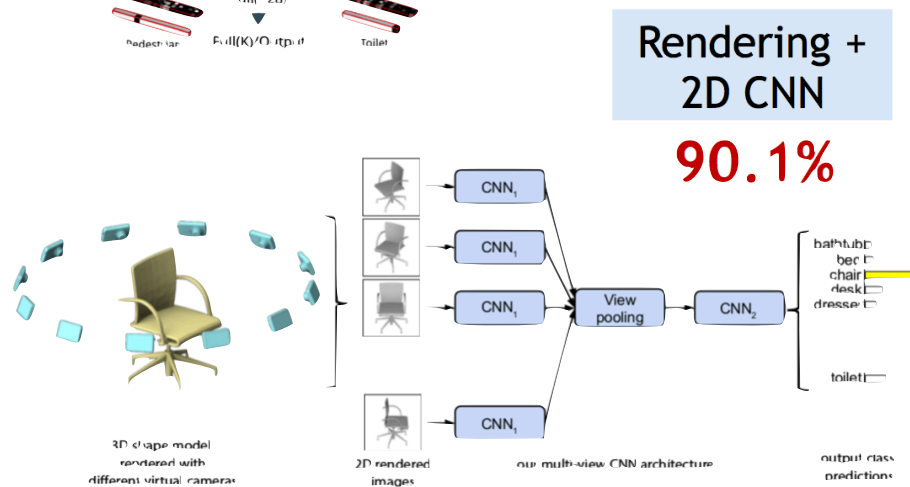 Pedestrian
Full(K)/Output
Toilet
Rendering +
2D CNN
90.1%
CNN1
CNN1
CNN1
CNN1
View
pooling
CNN2
bathtub
bed
chair
desk
dresser
toilet
3D shape model
rendered with
different virtual cameras
2D rendered
images
our multi-view CNN architecture
output class
predictions